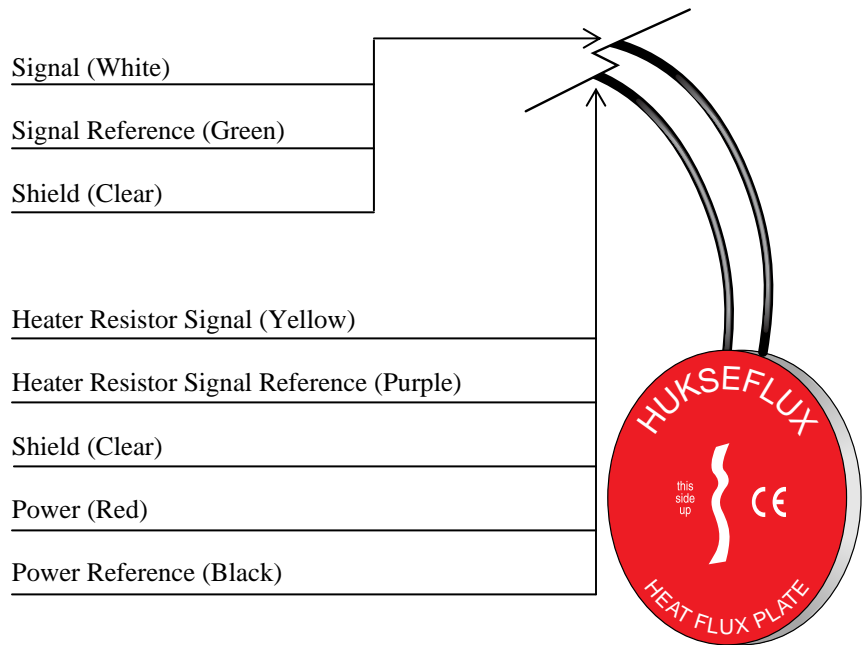 Signal (White)
Signal Reference (Green)
Shield (Clear)
Heater Resistor Signal (Yellow)
Heater Resistor Signal Reference (Purple)
Shield (Clear)
Power (Red)
Power Reference (Black)
HUKSEFLUX
this
side
up
CE
HEAT FLUX PLATE